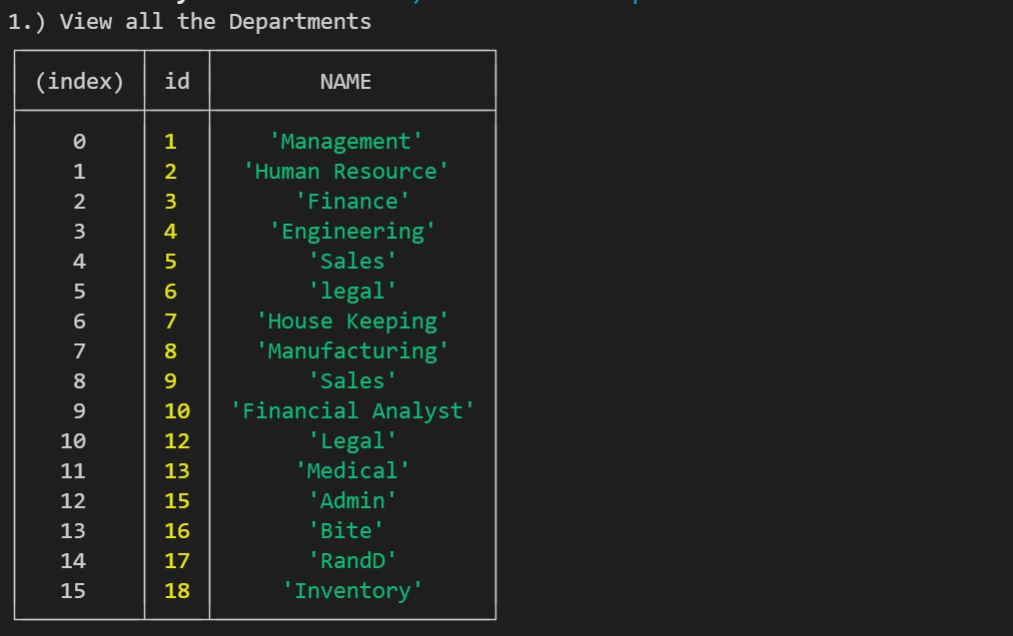 1.) View all the Departments
(index) id NAME
0 1 'Management'
1 2 'Human Resource'
2 3 'Finance'
3 4 'Engineering'
4 5 'Sales'
5 6 'legal'
6 7 'House Keeping'
7 8 'Manufacturing'
8 9 'Sales'
9 10 'Financial Analyst'
10 12 'Legal'
11 13 'Medical'
12 15 'Admin'
13 16 'Bite'
14 17 'RandD'
15 18 'Inventory'